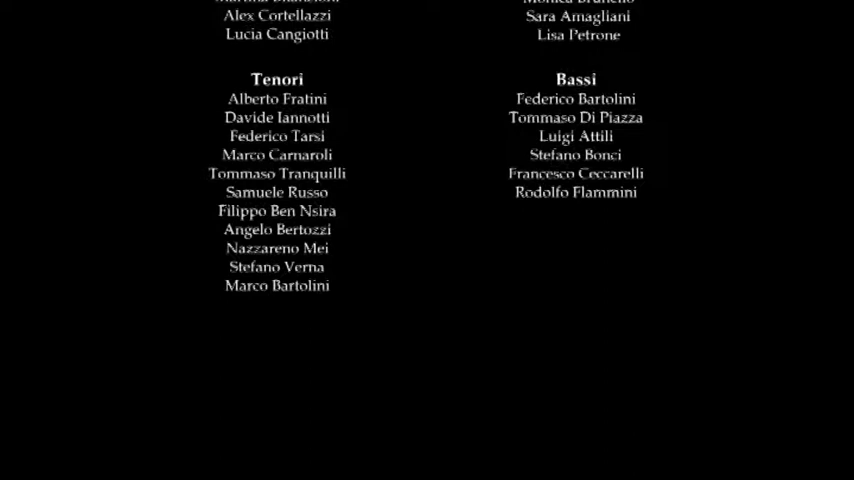 Alex Cortellazzi
Lucia Cangiotti
Sara Amagliani
Lisa Petrone
Tenori
Alberto Fratini
Davide Iannotti
Federico Tarsi
Marco Carnaroli
Tommaso Tranquilli
Samuele Russo
Filippo Ben Nsira
Angelo Bertozzi
Nazzareno Mei
Stefano Verna
Marco Bartolini
Bassi
Federico Bartolini
Tommaso Di Piazza
Luigi Attili
Stefano Bonci
Francesco Ceccarelli
Rodolfo Flammini